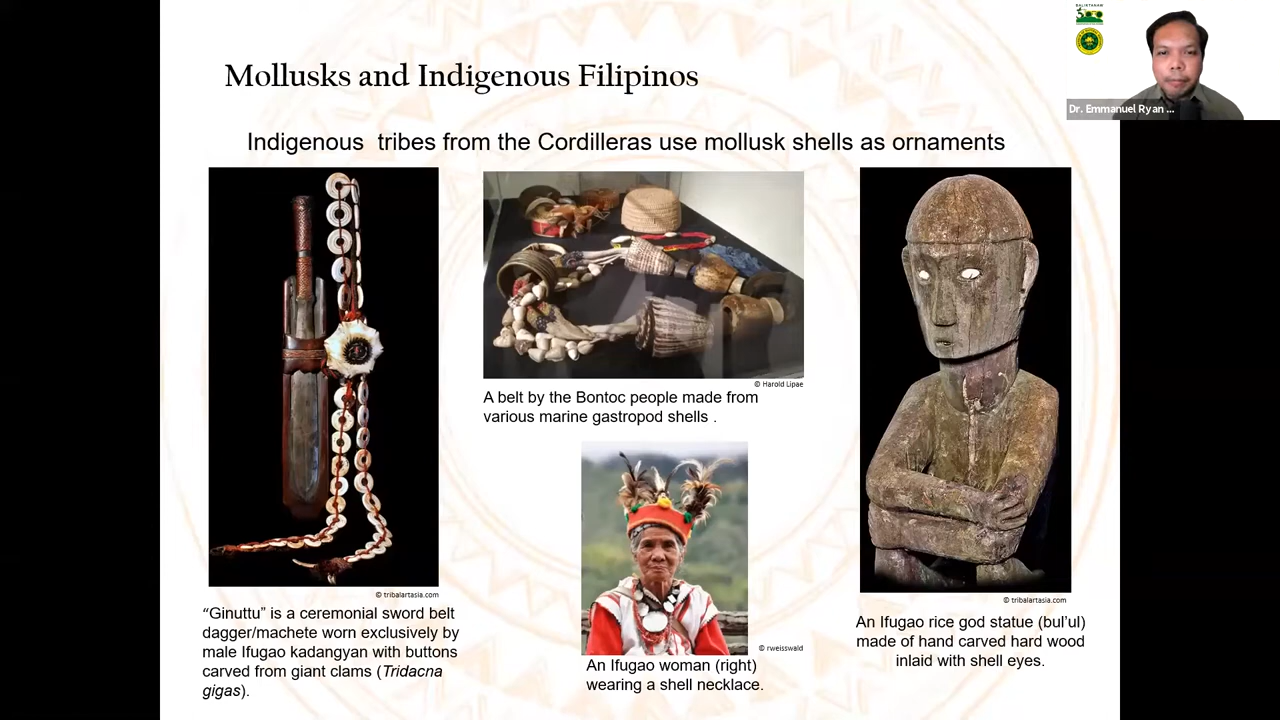 Mollusks and Indigenous Filipinos
Dr. Emmanuel Ryan ...
Indigenous tribes from the Cordilleras use mollusk shells as ornaments
© tribalartasia.com
“Ginuttu” is a ceremonial sword belt
dagger/machete worn exclusively by
male Ifugao kadangyan with buttons
carved from giant clams (Tridacna
gigas).
© Harold Lipae
A belt by the Bontoc people made from
various marine gastropod shells .
© rweisswald
An Ifugao woman (right)
wearing a shell necklace.
© tribalartasia.com
An Ifugao rice god statue (bul’ul)
made of hand carved hard wood
inlaid with shell eyes.